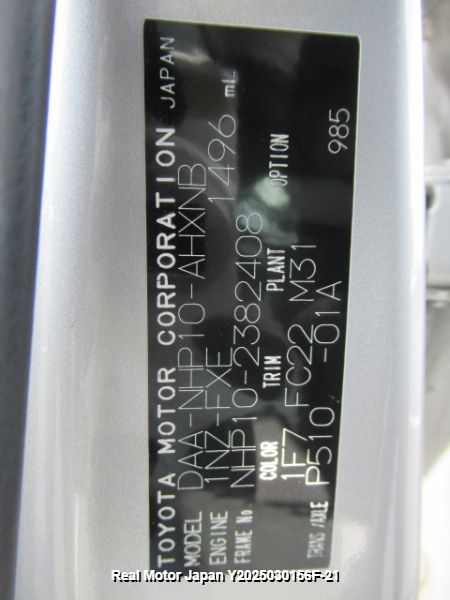 TOYOTA MOTOR CORPORATION JAPAN
MODEL DAA-NHP10-AHXNB
ENGINE 1NZ-FXE 1496 mL
FRAME No. NHP10-2382408
COLOR TRIM PLANT OPTION
1F7 FC22 M31
TRANS./AXLE P510 -01A 985
Real Motor Japan Y2025030156F-21